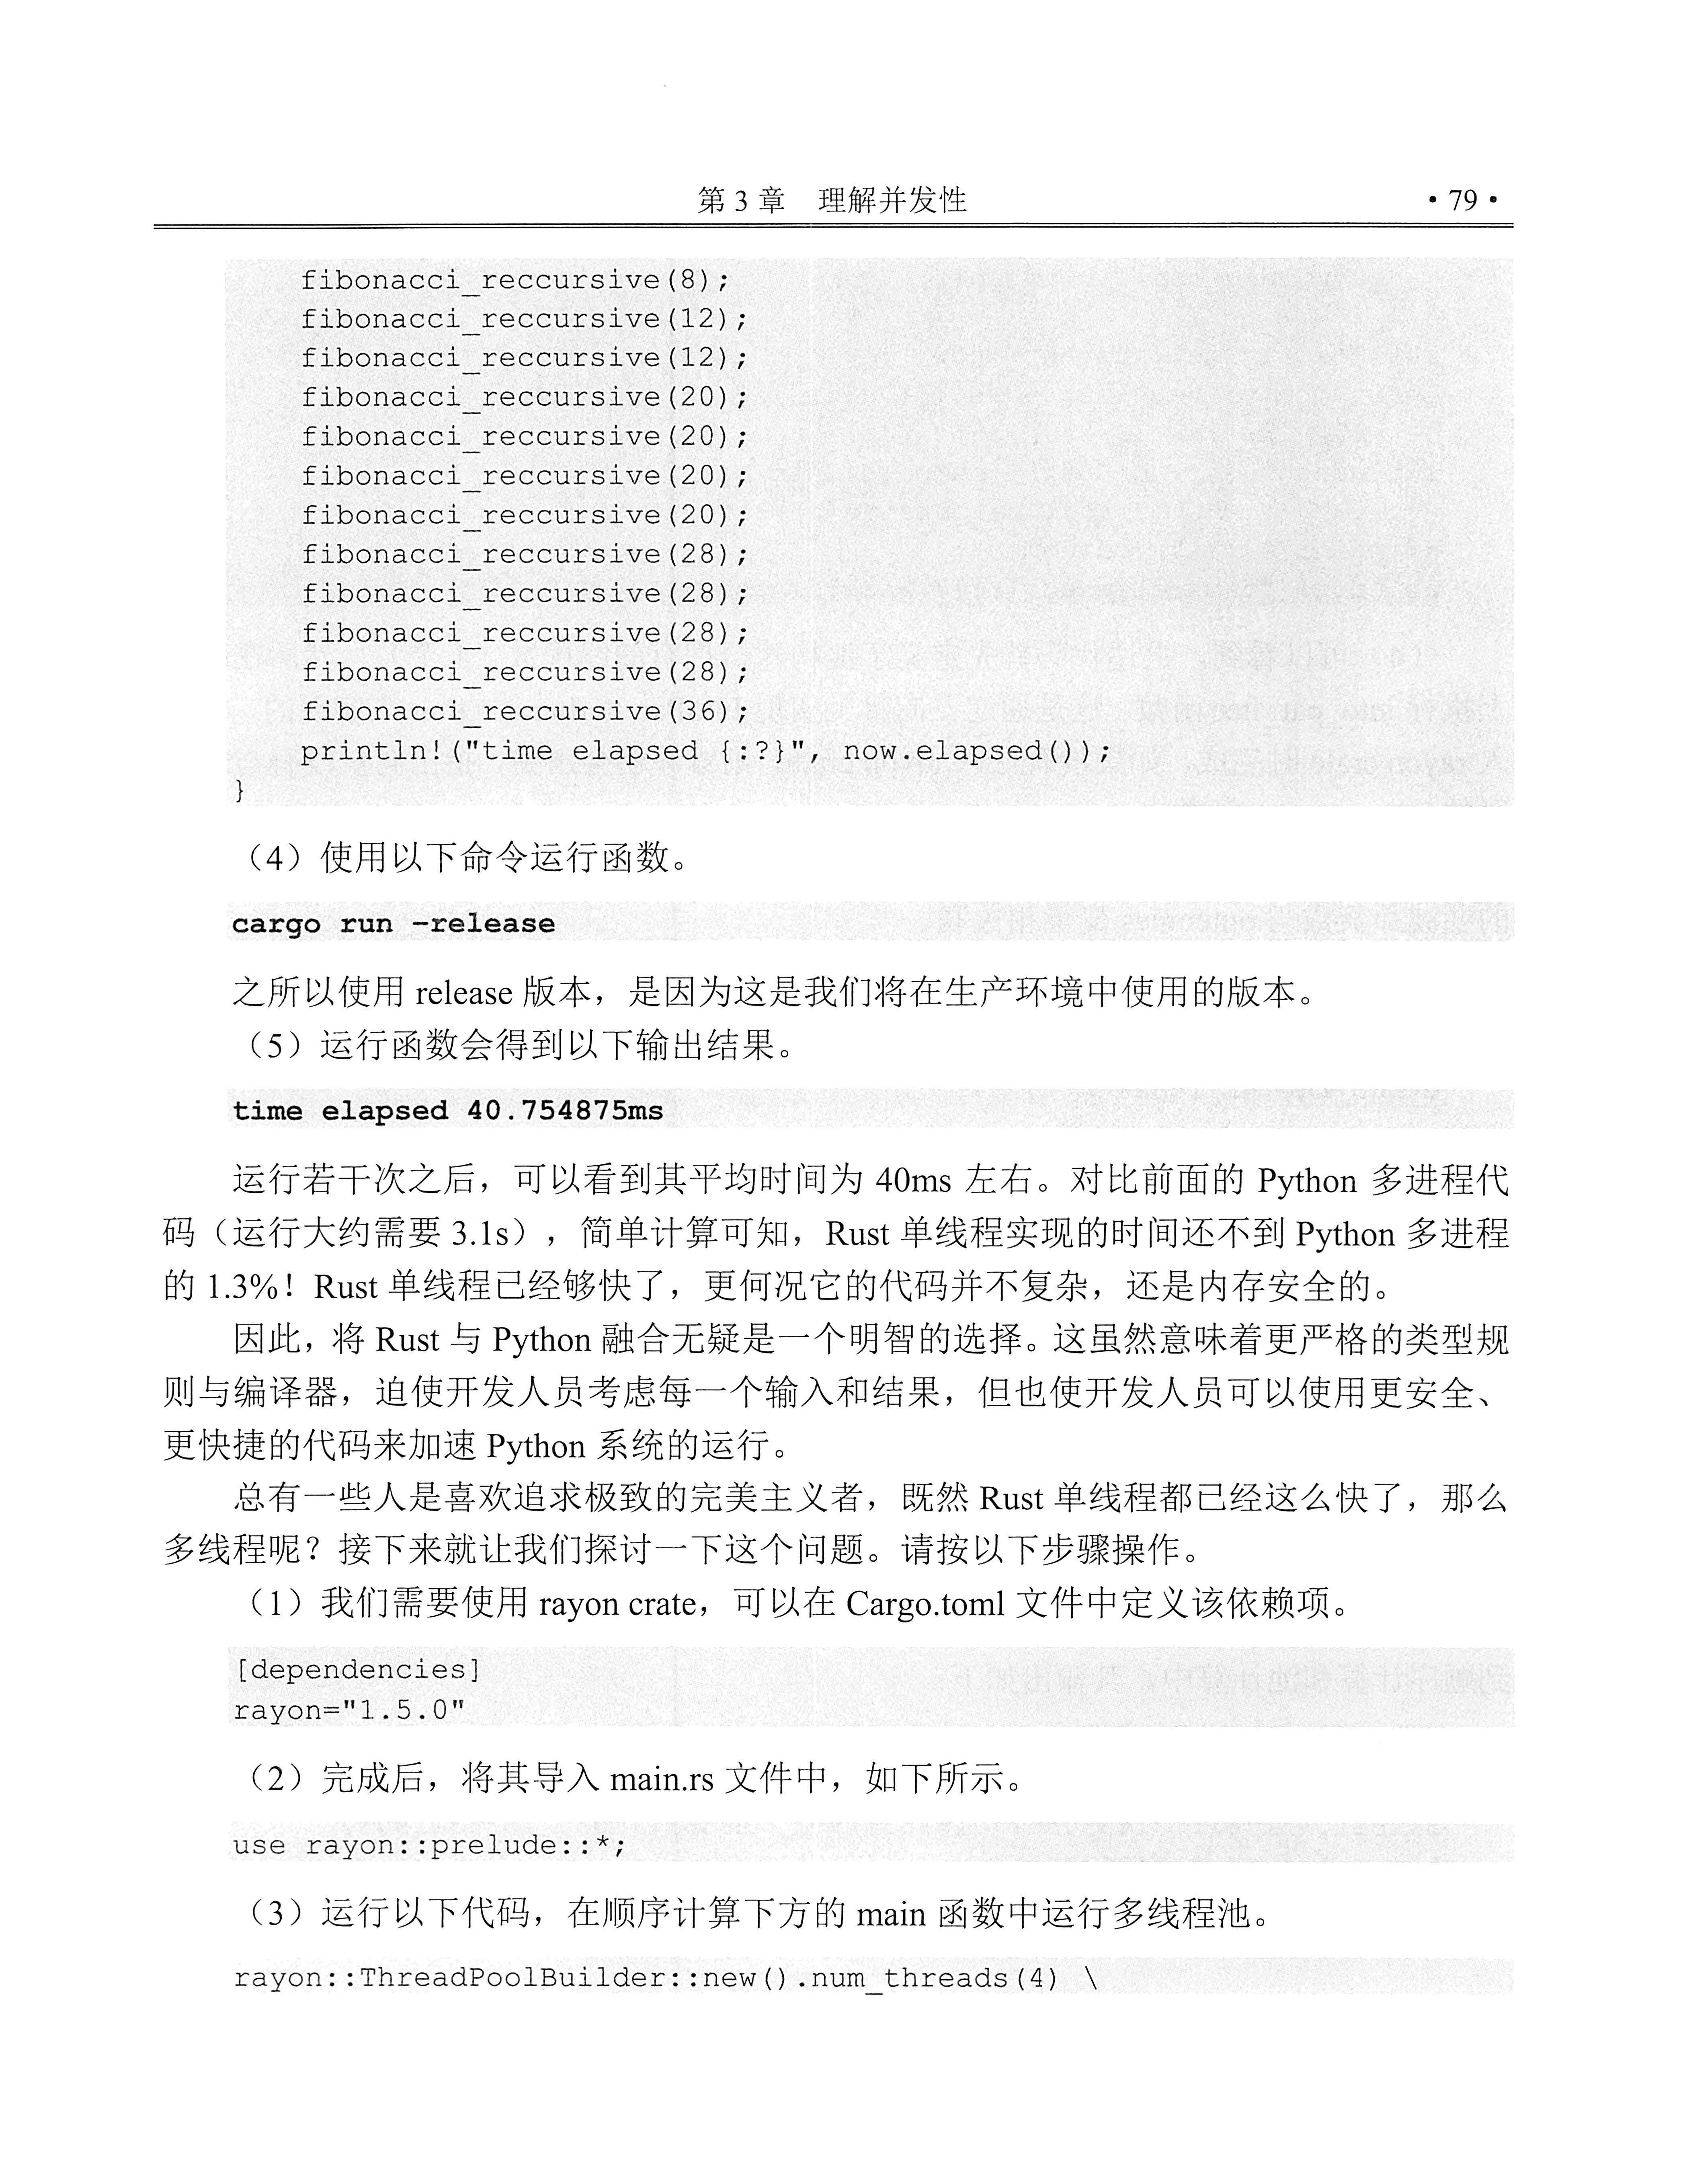 第 3 章　理解并发性　• 79 •
fibonacci_reccursive(8);
fibonacci_reccursive(12);
fibonacci_reccursive(12);
fibonacci_reccursive(20);
fibonacci_reccursive(20);
fibonacci_reccursive(20);
fibonacci_reccursive(20);
fibonacci_reccursive(28);
fibonacci_reccursive(28);
fibonacci_reccursive(28);
fibonacci_reccursive(28);
fibonacci_reccursive(36);
println!("time elapsed {:?}", now.elapsed());
}
（4）使用以下命令运行函数。
cargo run –release
之所以使用 release 版本，是因为这是我们将在生产环境中使用的版本。
（5）运行函数会得到以下输出结果。
time elapsed 40.754875ms
运行若干次之后，可以看到其平均时间为 40ms 左右。对比前面的 Python 多进程代
码（运行大约需要 3.1s），简单计算可知，Rust 单线程实现的时间还不到 Python 多进程
的 1.3%！Rust 单线程已经够快了，更何况它的代码并不复杂，还是内存安全的。
因此，将 Rust 与 Python 融合无疑是一个明智的选择。这虽然意味着更严格的类型规
则与编译器，迫使开发人员考虑每一个输入和结果，但也使开发人员可以使用更安全、
更快捷的代码来加速 Python 系统的运行。
总有一些人是喜欢追求极致的完美主义者，既然 Rust 单线程都已经这么快了，那么
多线程呢？接下来就让我们探讨一下这个问题。请按以下步骤操作。
（1）我们需要使用 rayon crate，可以在 Cargo.toml 文件中定义该依赖项。
[dependencies]
rayon="1.5.0"
（2）完成后，将其导入 main.rs 文件中，如下所示。
use rayon::prelude::*;
（3）运行以下代码，在顺序计算下方的 main 函数中运行多线程池。
rayon::ThreadPoolBuilder::new().num_threads(4) \